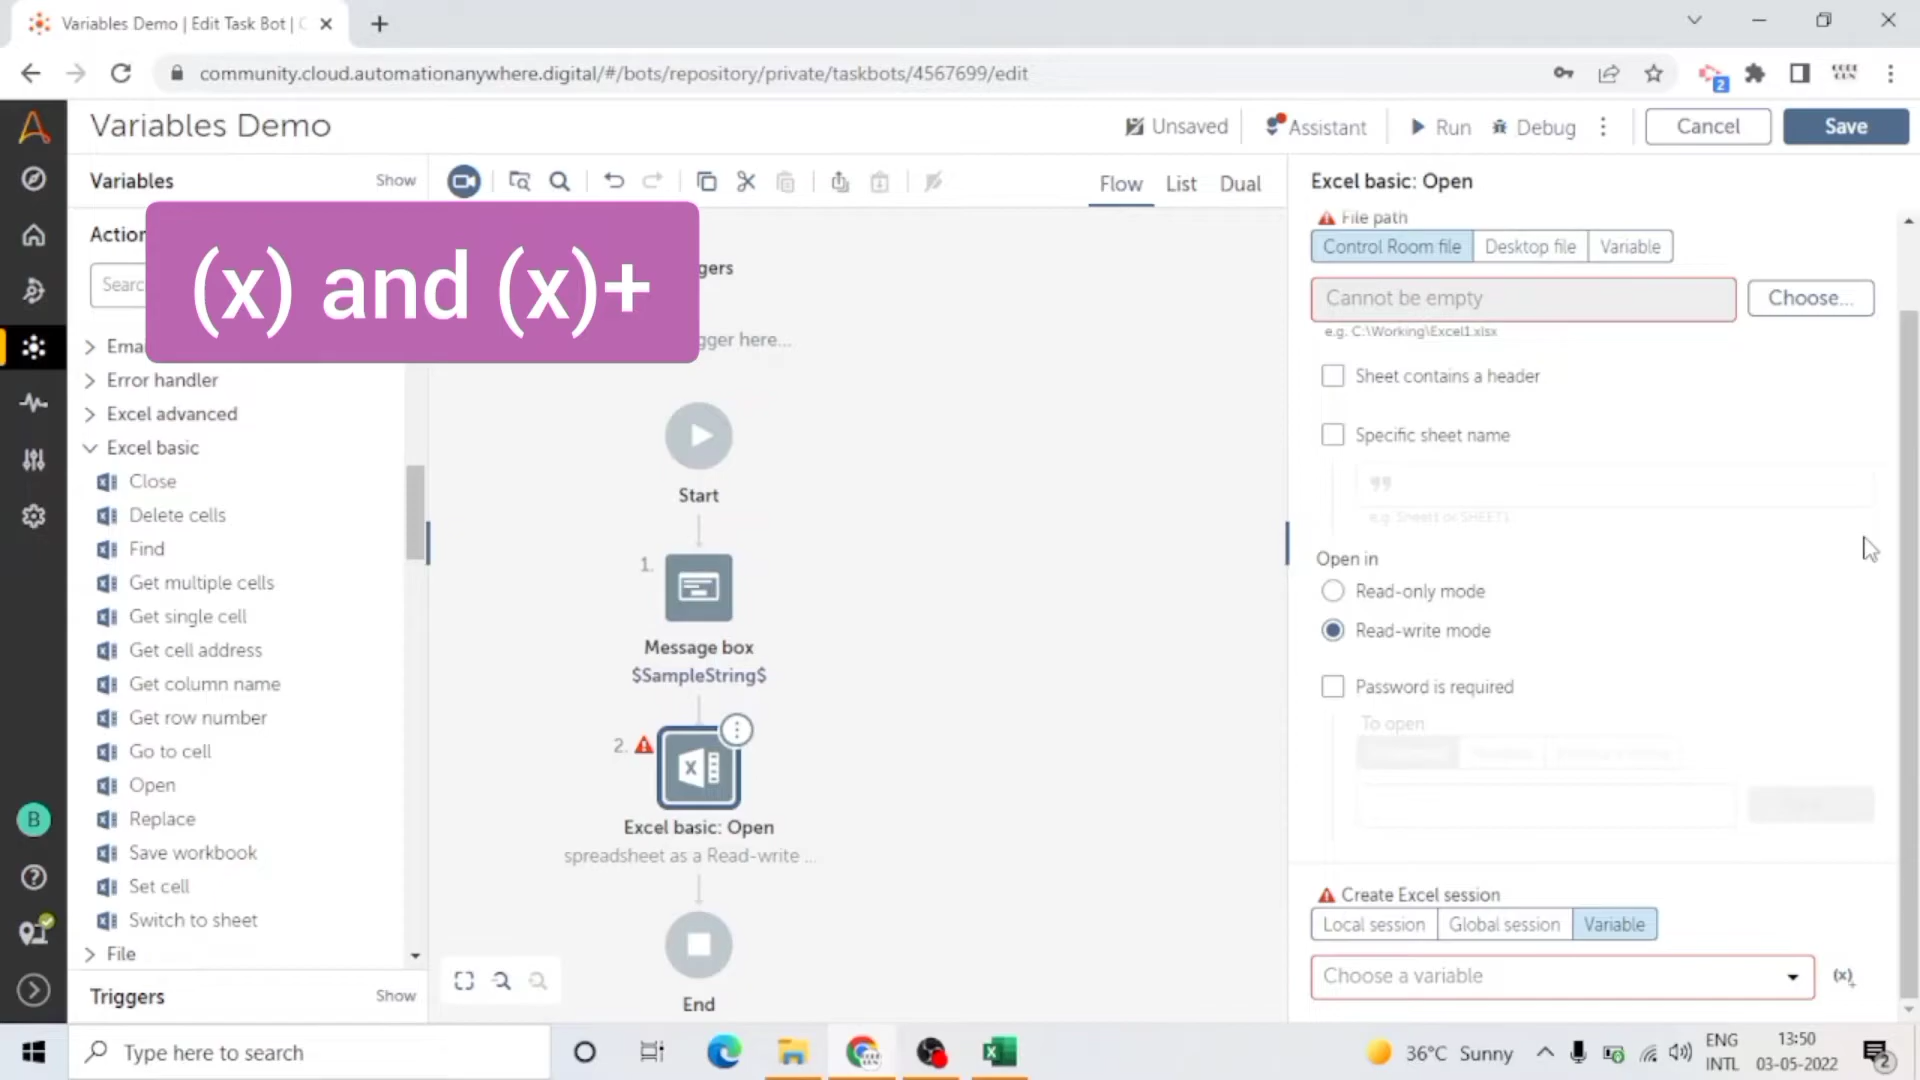 Variables Demo | Edit Task Bot |
community.cloud.automationanywhere.digital/#/bots/repository/private/taskbots/4567699/edit
2
Variables Demo
Unsaved
Assistant
Run
Debug
Cancel
Save
Variables
Show
Flow
List
Dual
Excel basic: Open
(x) and (x)+
File path
Control Room file
Desktop file
Variable
Cannot be empty
Choose...
e.g. C:\Working\Excel1.xlsx
Sheet contains a header
Specific sheet name
e.g. Sheet1 or SHEET1
Open in
Read-only mode
Read-write mode
Password is required
To open
Create Excel session
Local session
Global session
Variable
Choose a variable
(x)+
Error handler
Excel advanced
Excel basic
Close
Delete cells
Find
Get multiple cells
Get single cell
Get cell address
Get column name
Get row number
Go to cell
Open
Replace
Save workbook
Set cell
Switch to sheet
File
Triggers
Show
B
Start
1.
Message box
$SampleString$
2.
Excel basic: Open
spreadsheet as a Read-write ...
End
Type here to search
36°C Sunny
ENG
INTL
13:50
03-05-2022
2